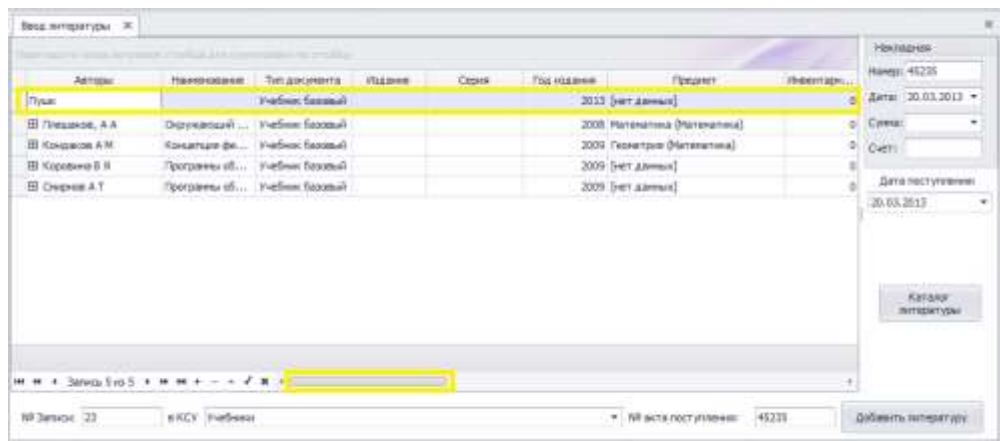 Ввод литературы
Авторы Наименование Тип документа Издание Серия Год издания Предмет Инвентарн...
Пушк Учебник базовый 2013 [нет данных] 0
Плешаков, А А Окружающий ... Учебник базовый 2008 Математика (Математика) 0
Кондаков А М Концепция фе... Учебник базовый 2009 Геометрия (Математика) 0
Коровина В Я Программы об... Учебник базовый 2009 [нет данных] 0
Смирнов А Т Программы об... Учебник базовый 2009 [нет данных] 0
Запись 5 из 5
№ Записи: 23 в КСУ Учебники № акта поступления: 45235 Добавить литературу
Накладная
Номер: 45235
Дата: 20.03.2013
Сумма:
Счет:
Дата поступления
20.03.2013
Каталог
литературы